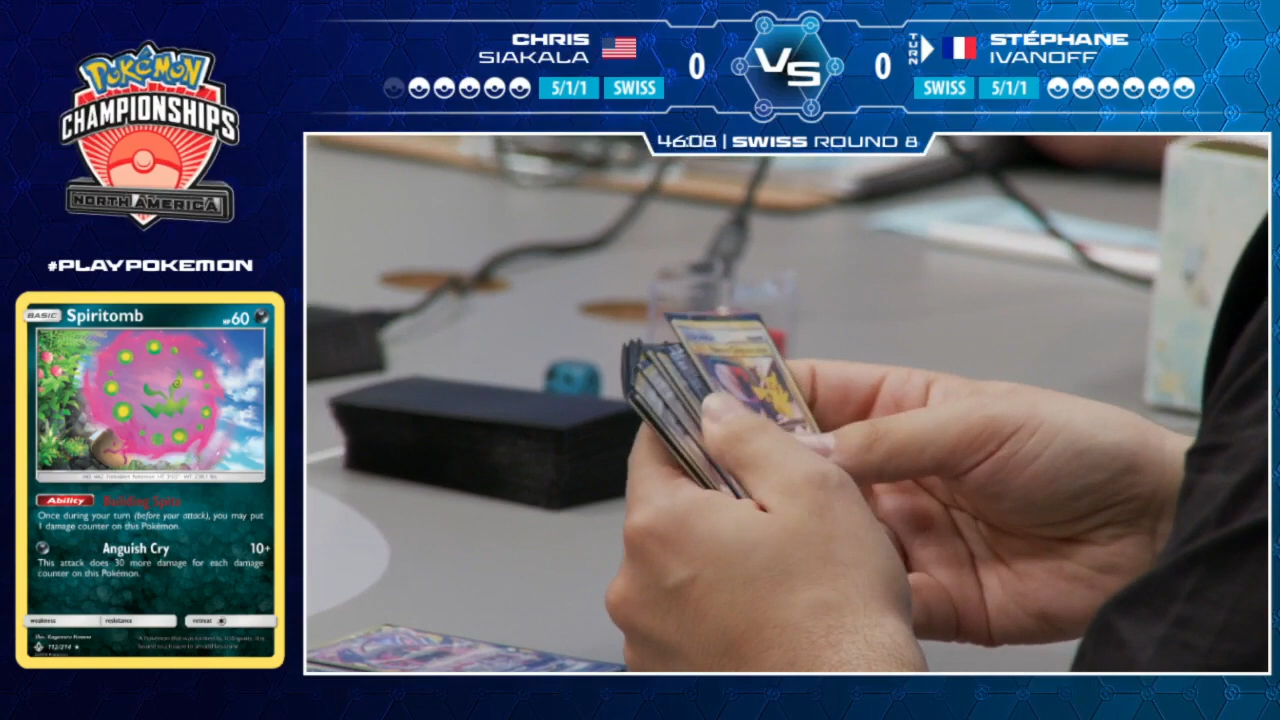 POKÉMON
CHAMPIONSHIPS
NORTH AMERICA
#PLAYPOKEMON
CHRIS
SIAKALA
0
5/1/1
SWISS
VS
0
TURN
STÉPHANE
IVANOFF
SWISS
5/1/1
46:08 | SWISS ROUND 8
BASIC
Spiritomb
HP60
Ability
Building Spite
Once during your turn (before your attack), you may put
1 damage counter on this Pokémon.
Anguish Cry
10+
This attack does 30 more damage for each damage
counter on this Pokémon.
weakness
resistance
retreat
112/214